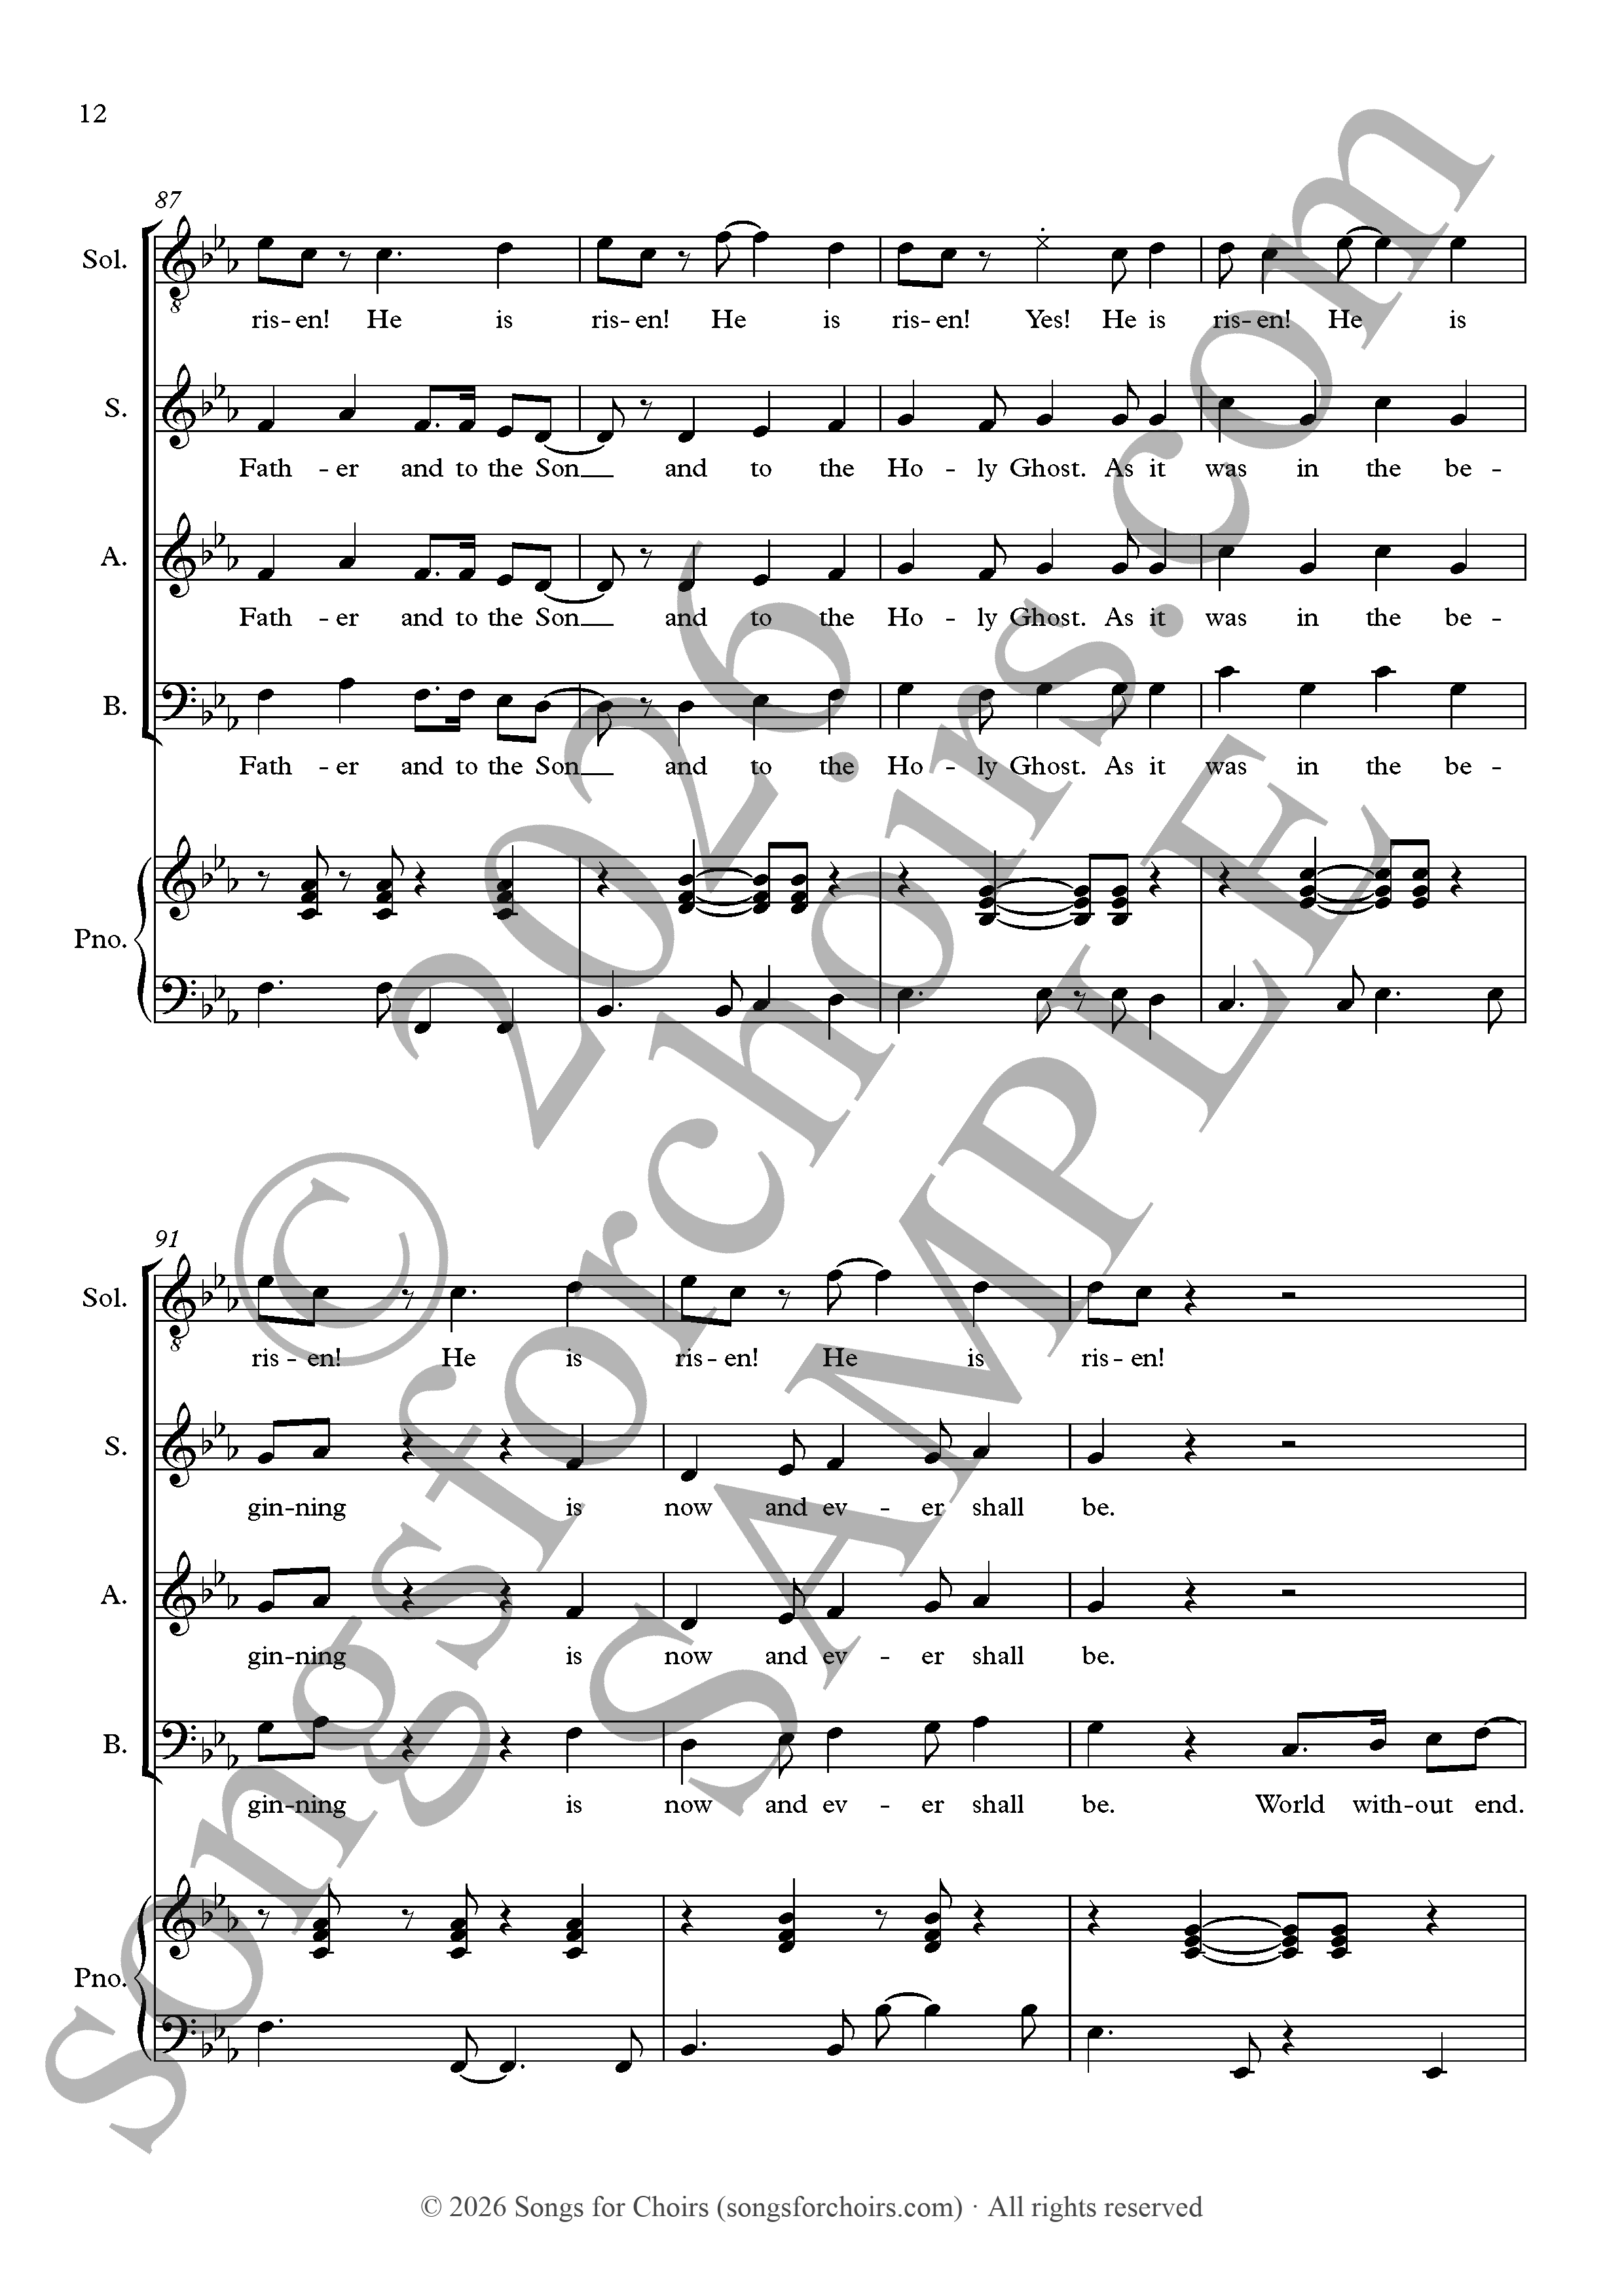 12
87
Sol.
ris- en! He is ris- en! He is ris- en! Yes! He is ris- en! He is
S.
Fath - er and to the Son and to the Ho - ly Ghost. As it was in the be -
A.
Fath - er and to the Son and to the Ho - ly Ghost. As it was in the be -
B.
Fath - er and to the Son and to the Ho - ly Ghost. As it was in the be -
Pno.
91
Sol.
ris - en! He is ris - en! He is ris - en!
S.
gin-ning is now and ev - er shall be.
A.
gin-ning is now and ev - er shall be.
B.
gin-ning is now and ev - er shall be. World with-out end.
Pno.
© 2026
songsforchoirs.com
SAMPLE
© 2026 Songs for Choirs (songsforchoirs.com) · All rights reserved